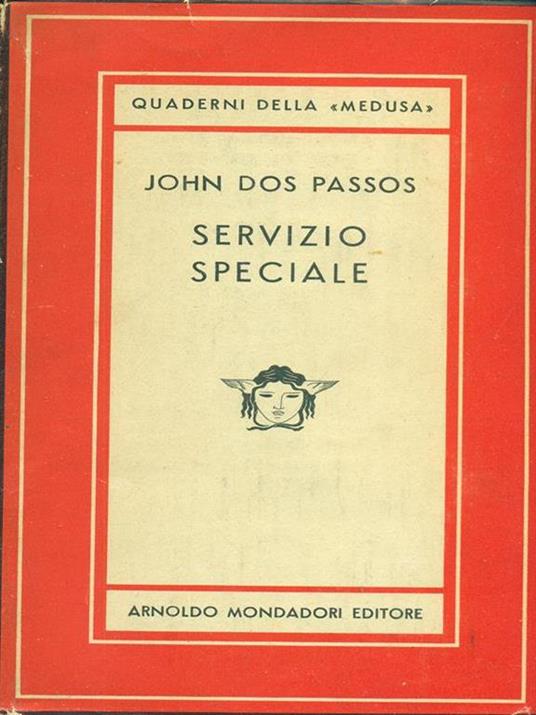 QUADERNI DELLA «MEDUSA»
JOHN DOS PASSOS
SERVIZIO
SPECIALE
ARNOLDO MONDADORI EDITORE